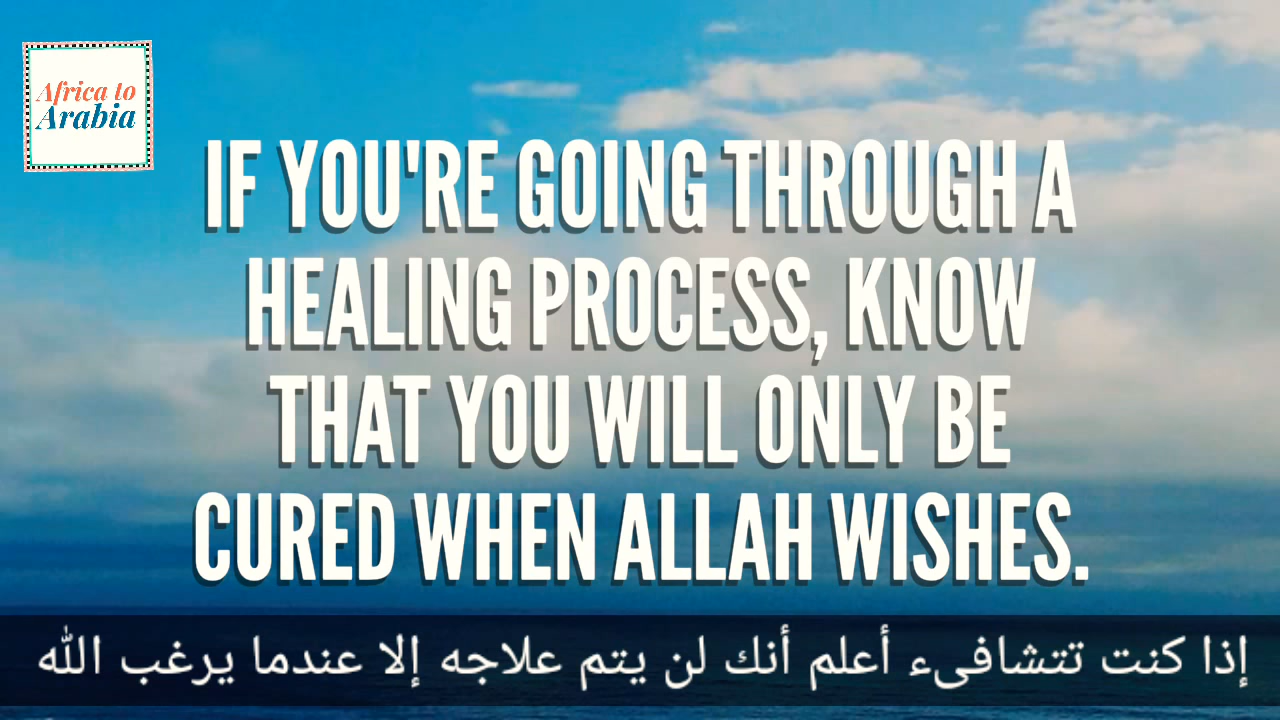 Africa to
Arabia
IF YOU'RE GOING THROUGH A
HEALING PROCESS, KNOW
THAT YOU WILL ONLY BE
CURED WHEN ALLAH WISHES.
إذا كنت تتشافىء أعلم أنك لن يتم علاجه إلا عندما يرغب الله